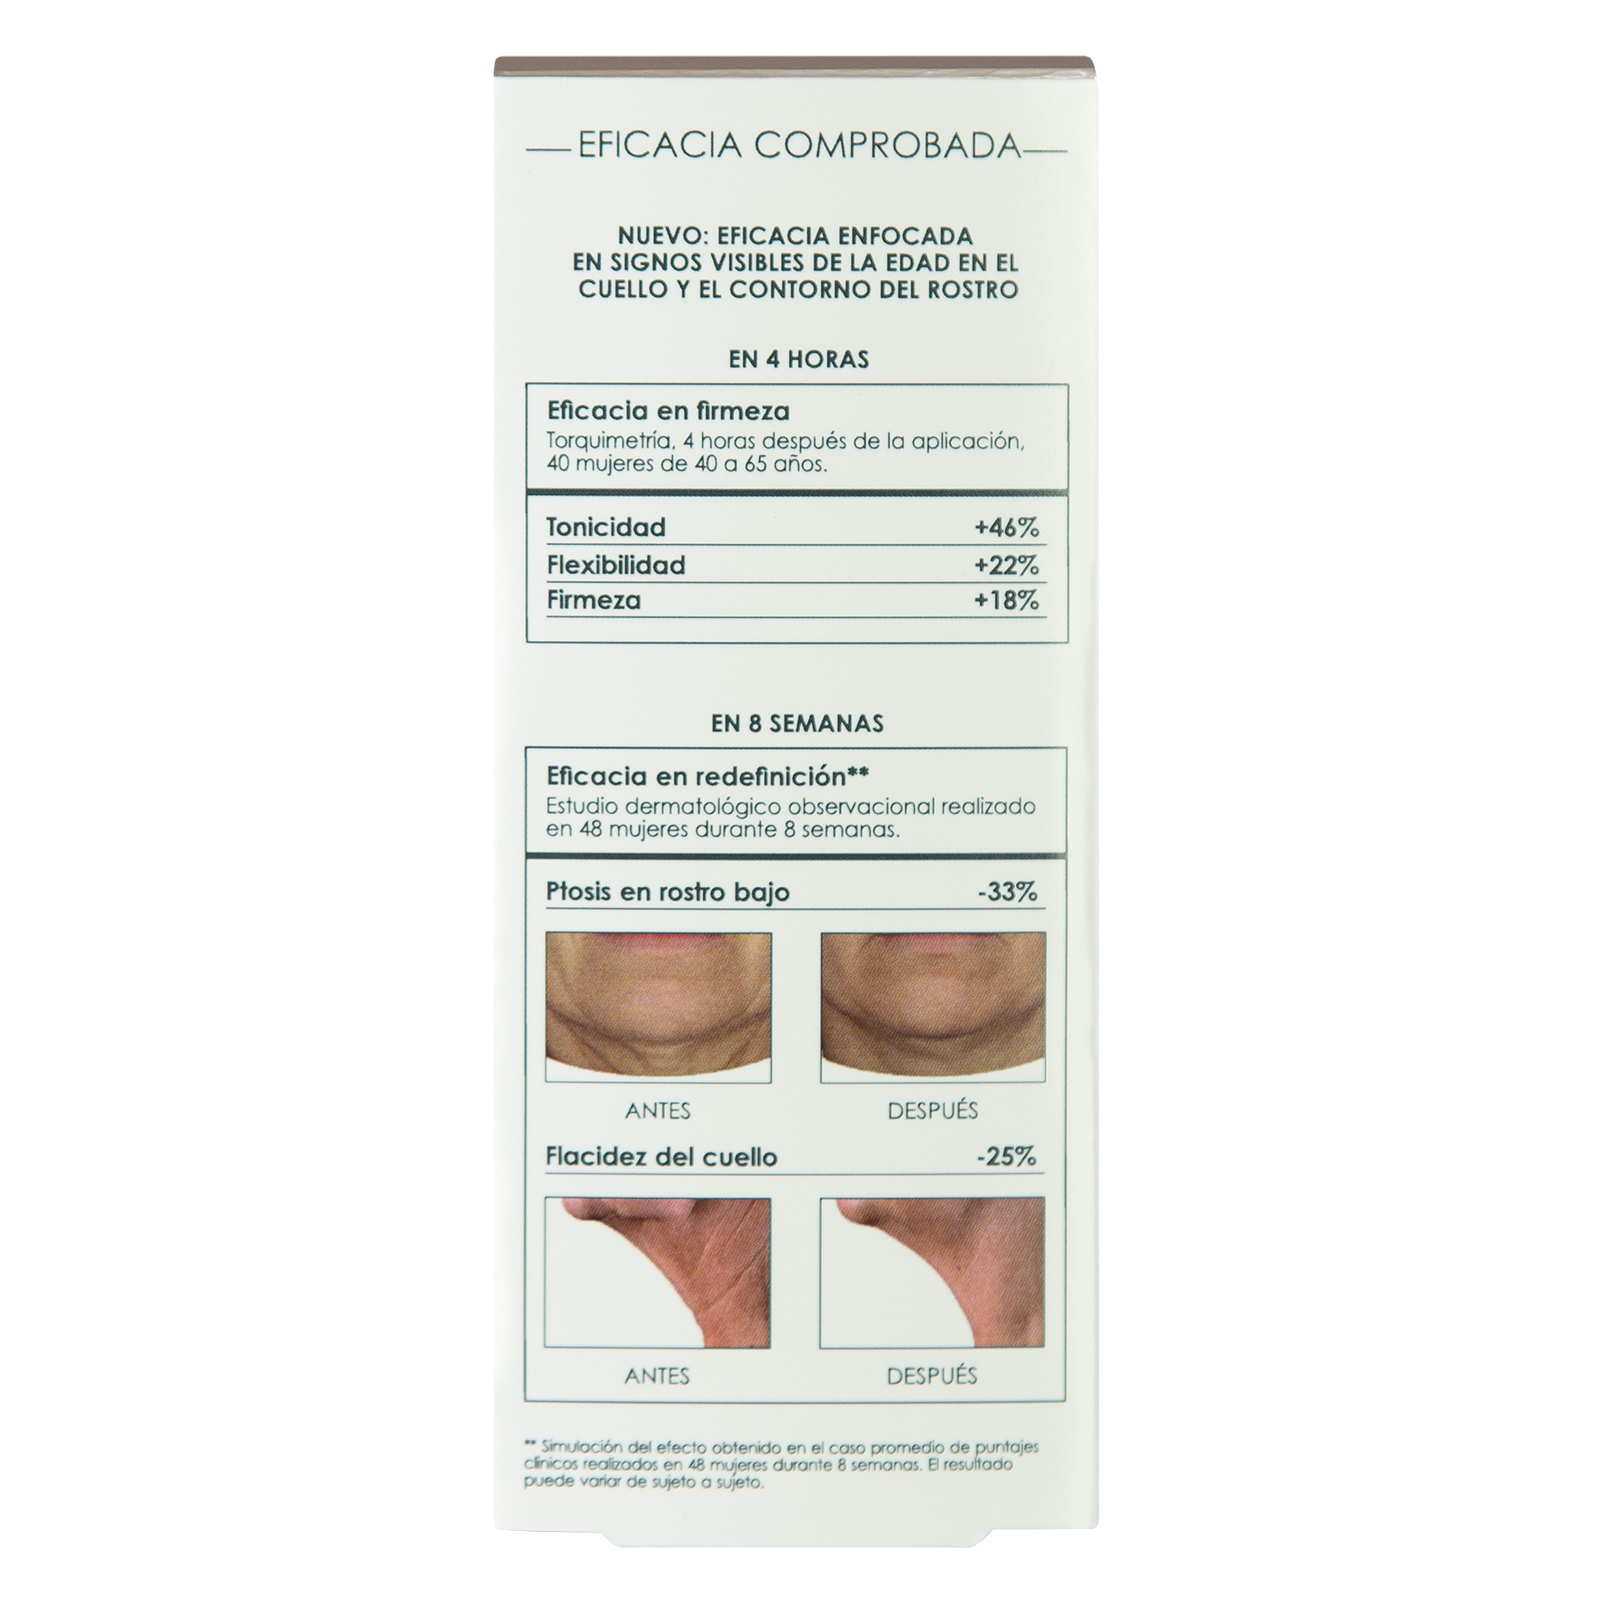 EFICACIA COMPROBADA
NUEVO: EFICACIA ENFOCADA
EN SIGNOS VISIBLES DE LA EDAD EN EL
CUELLO Y EL CONTORNO DEL ROSTRO
EN 4 HORAS
Eficacia en firmeza
Torquimetría, 4 horas después de la aplicación,
40 mujeres de 40 a 65 años.
Tonicidad +46%
Flexibilidad +22%
Firmeza +18%
EN 8 SEMANAS
Eficacia en redefinición**
Estudio dermatológico observacional realizado
en 48 mujeres durante 8 semanas.
Ptosis en rostro bajo -33%
ANTES DESPUÉS
Flacidez del cuello -25%
ANTES DESPUÉS
** Simulación del efecto obtenido en el caso promedio de puntajes
clínicos realizados en 48 mujeres durante 8 semanas. El resultado
puede variar de sujeto a sujeto.